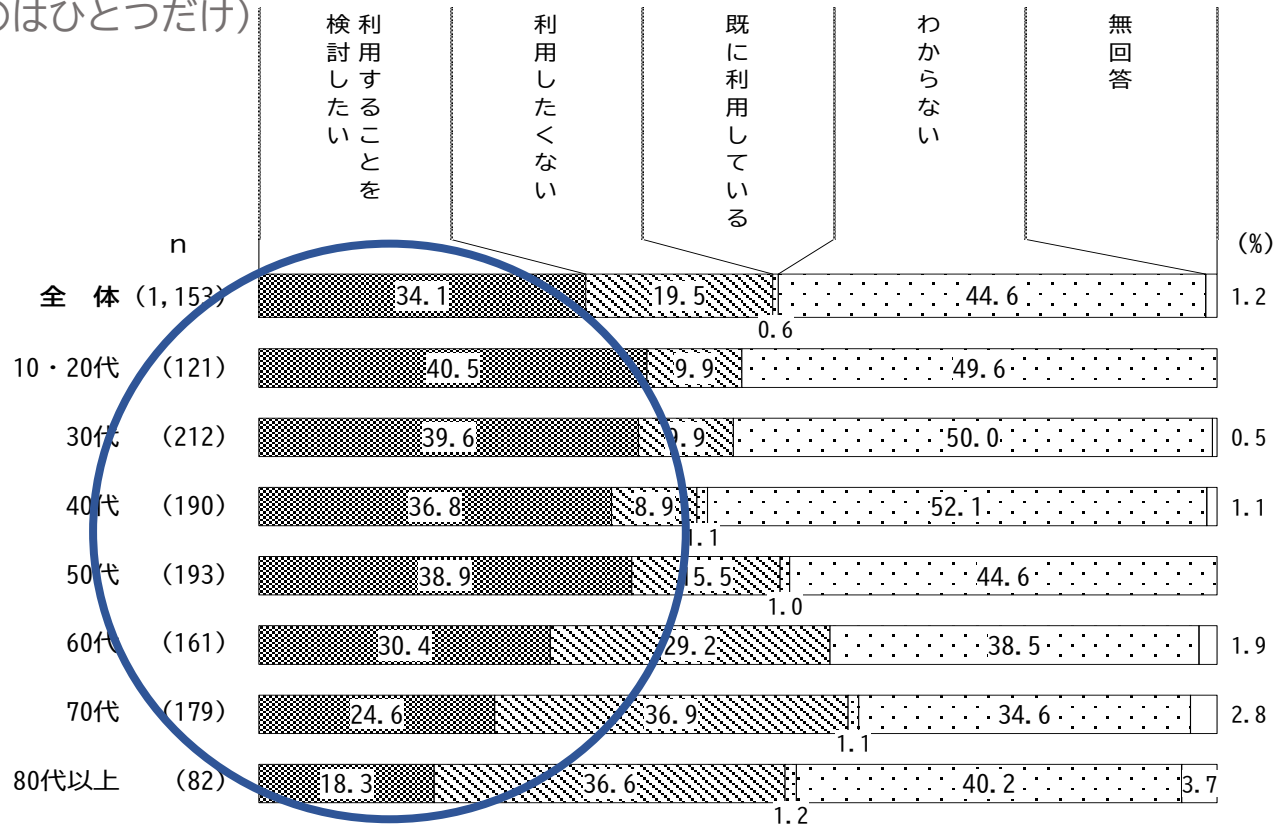 のはひとつだけ）
利用することを
検討したい
利用したくない
既に利用している
わからない
無回答
n
(%)
全　体 (1,153) 34.1 19.5 0.6 44.6 1.2
10・20代 (121) 40.5 9.9 49.6
30代 (212) 39.6 9.9 50.0 0.5
40代 (190) 36.8 8.9 1.1 52.1 1.1
50代 (193) 38.9 15.5 1.0 44.6
60代 (161) 30.4 29.2 38.5 1.9
70代 (179) 24.6 36.9 1.1 34.6 2.8
80代以上 (82) 18.3 36.6 1.2 40.2 3.7